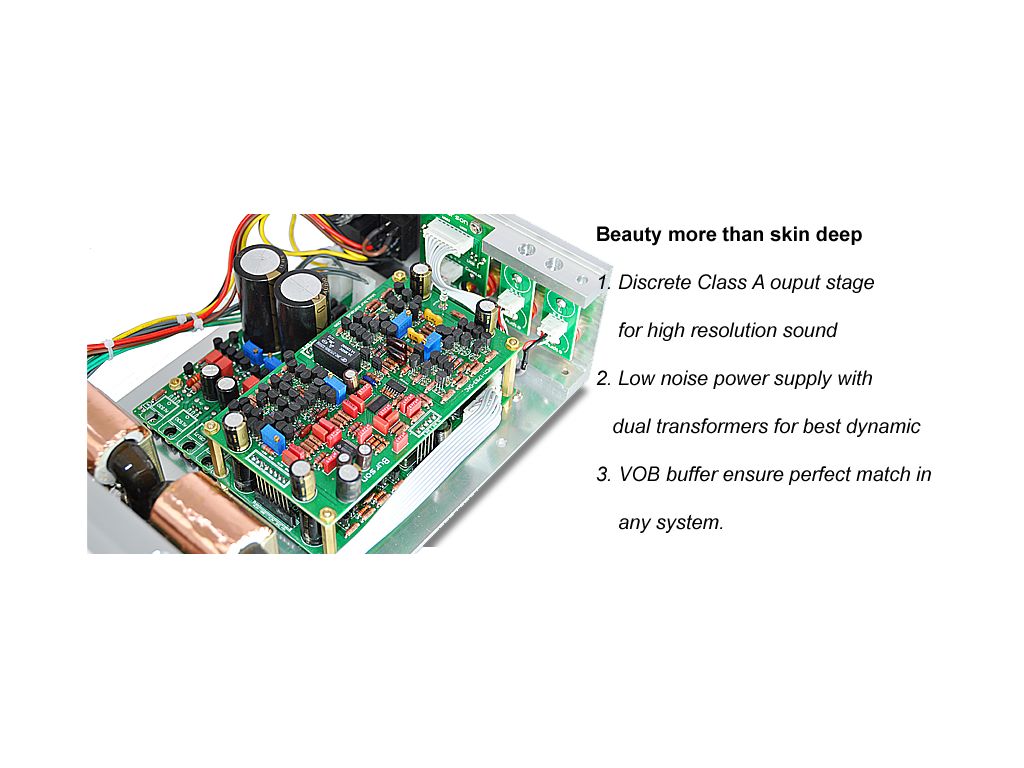 Beauty more than skin deep
1. Discrete Class A ouput stage
for high resolution sound
2. Low noise power supply with
dual transformers for best dynamic
3. VOB buffer ensure perfect match in
any system.
Burson